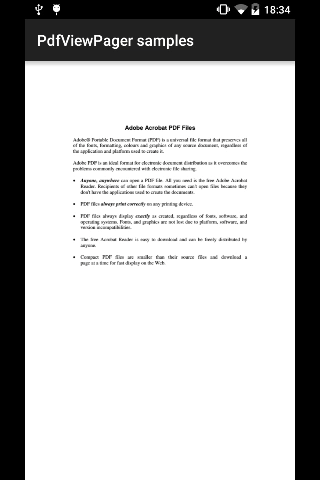 18:34
PdfViewPager samples
Adobe Acrobat PDF Files
Adobe® Portable Document Format (PDF) is a universal file format that preserves all
of the fonts, formatting, colours and graphics of any source document, regardless of
the application and platform used to create it.
Adobe PDF is an ideal format for electronic document distribution as it overcomes the
problems commonly encountered with electronic file sharing.
• Anyone, anywhere can open a PDF file. All you need is the free Adobe Acrobat
Reader. Recipients of other file formats sometimes can't open files because they
don't have the applications used to create the documents.
• PDF files always print correctly on any printing device.
• PDF files always display exactly as created, regardless of fonts, software, and
operating systems. Fonts, and graphics are not lost due to platform, software, and
version incompatibilities.
• The free Acrobat Reader is easy to download and can be freely distributed by
anyone.
• Compact PDF files are smaller than their source files and download a
page at a time for fast display on the Web.